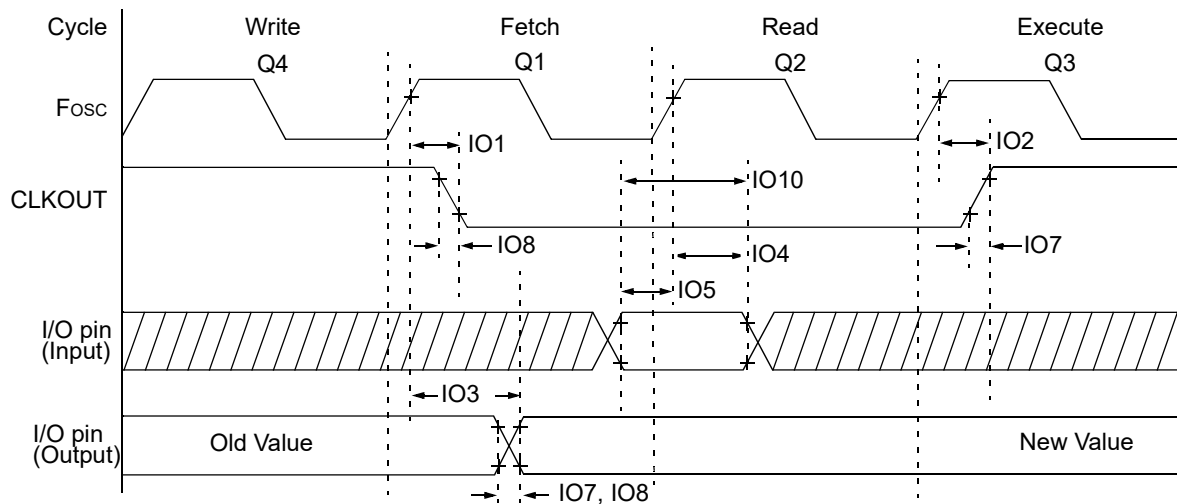 Cycle Write Fetch Read Execute
Q4 Q1 Q2 Q3
Fosc
IO1 IO2
CLKOUT
IO10
IO8 IO4 IO7
IO5
I/O pin
(Input)
IO3
I/O pin
(Output)
Old Value New Value
IO7, IO8